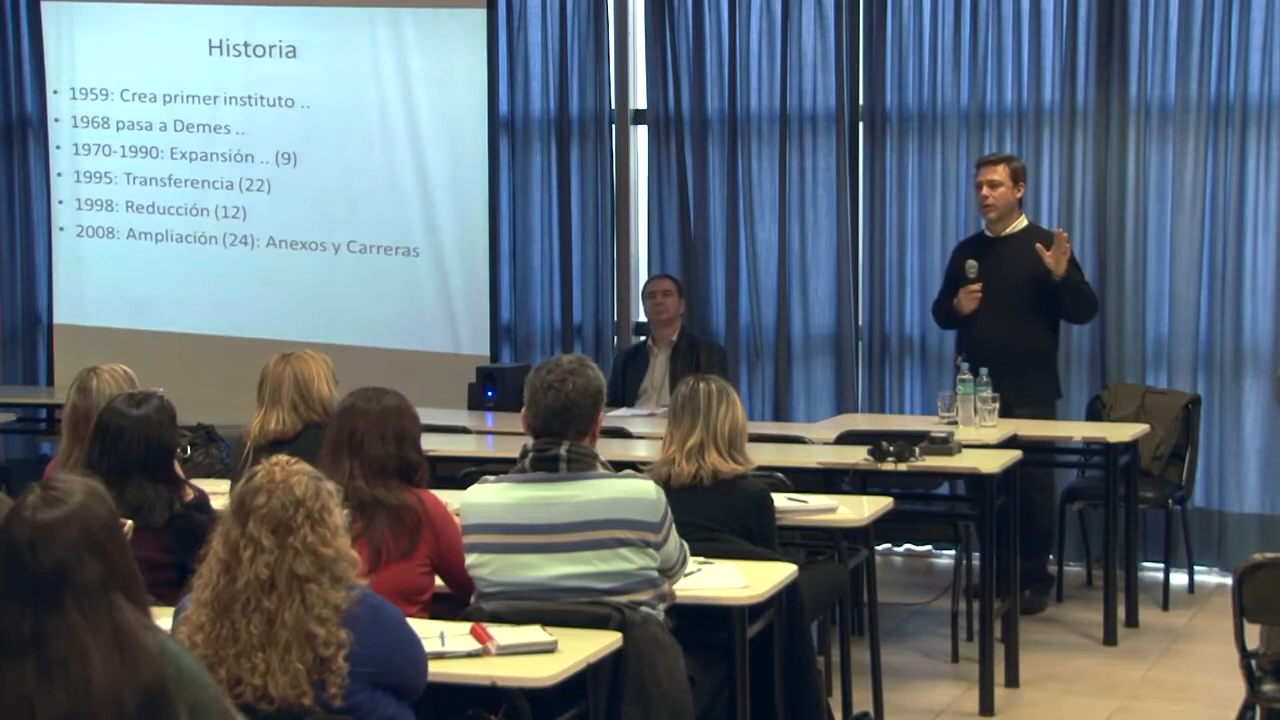 Historia
• 1959: Crea primer instituto ..
• 1968 pasa a Demes ..
• 1970-1990: Expansión .. (9)
• 1995: Transferencia (22)
• 1998: Reducción (12)
• 2008: Ampliación (24): Anexos y Carreras